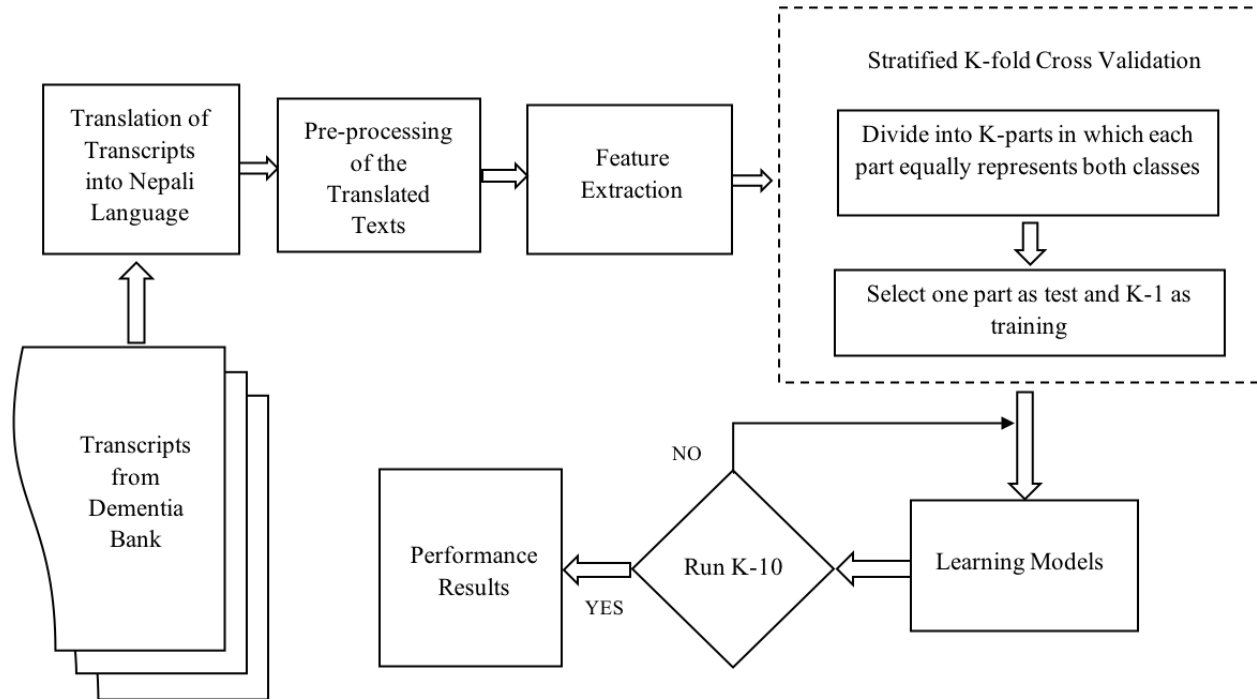 Translation of
Transcripts
into Nepali
Language
Pre-processing
of the
Translated
Texts
Feature
Extraction
Stratified K-fold Cross Validation
Divide into K-parts in which each
part equally represents both classes
Select one part as test and K-1 as
training
Transcripts
from
Dementia
Bank
Performance
Results
NO
YES
Run K-10
Learning Models